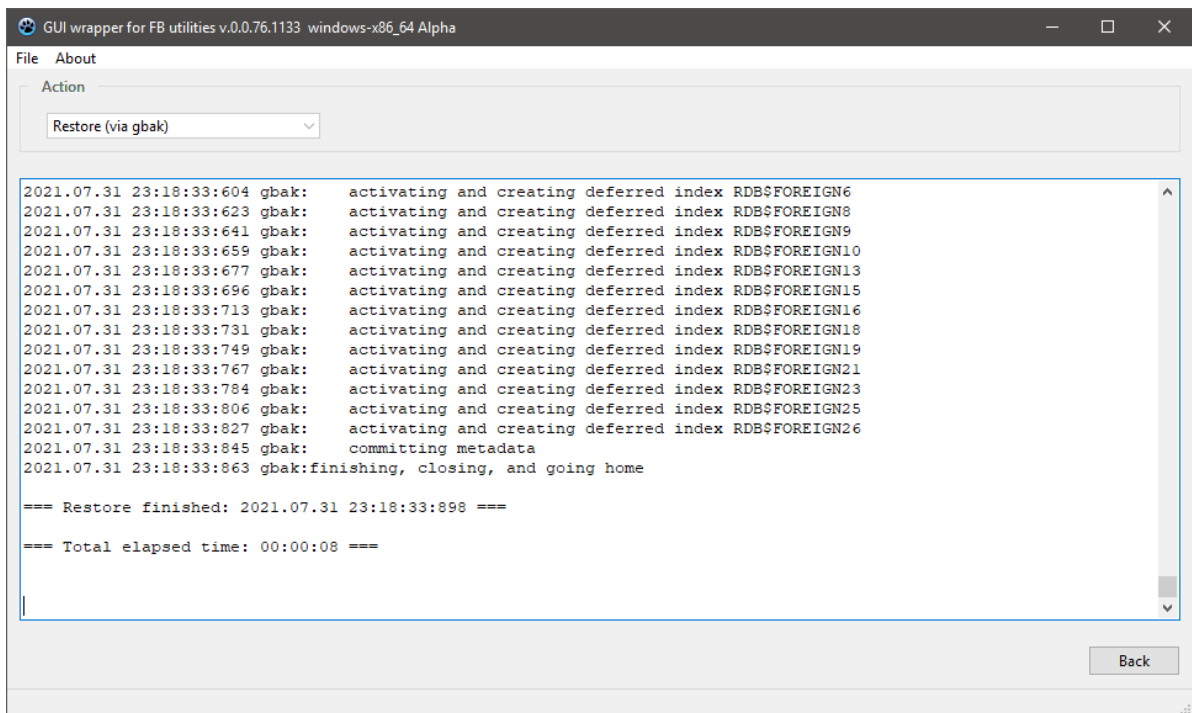 GUI wrapper for FB utilities v.0.0.76.1133  windows-x86_64 Alpha
File   About
Action
Restore (via gbak)
2021.07.31 23:18:33:604 gbak:    activating and creating deferred index RDB$FOREIGN6
2021.07.31 23:18:33:623 gbak:    activating and creating deferred index RDB$FOREIGN8
2021.07.31 23:18:33:641 gbak:    activating and creating deferred index RDB$FOREIGN9
2021.07.31 23:18:33:659 gbak:    activating and creating deferred index RDB$FOREIGN10
2021.07.31 23:18:33:677 gbak:    activating and creating deferred index RDB$FOREIGN13
2021.07.31 23:18:33:696 gbak:    activating and creating deferred index RDB$FOREIGN15
2021.07.31 23:18:33:713 gbak:    activating and creating deferred index RDB$FOREIGN16
2021.07.31 23:18:33:731 gbak:    activating and creating deferred index RDB$FOREIGN18
2021.07.31 23:18:33:749 gbak:    activating and creating deferred index RDB$FOREIGN19
2021.07.31 23:18:33:767 gbak:    activating and creating deferred index RDB$FOREIGN21
2021.07.31 23:18:33:784 gbak:    activating and creating deferred index RDB$FOREIGN23
2021.07.31 23:18:33:806 gbak:    activating and creating deferred index RDB$FOREIGN25
2021.07.31 23:18:33:827 gbak:    activating and creating deferred index RDB$FOREIGN26
2021.07.31 23:18:33:845 gbak:    committing metadata
2021.07.31 23:18:33:863 gbak:finishing, closing, and going home
=== Restore finished: 2021.07.31 23:18:33:898 ===
=== Total elapsed time: 00:00:08 ===
Back